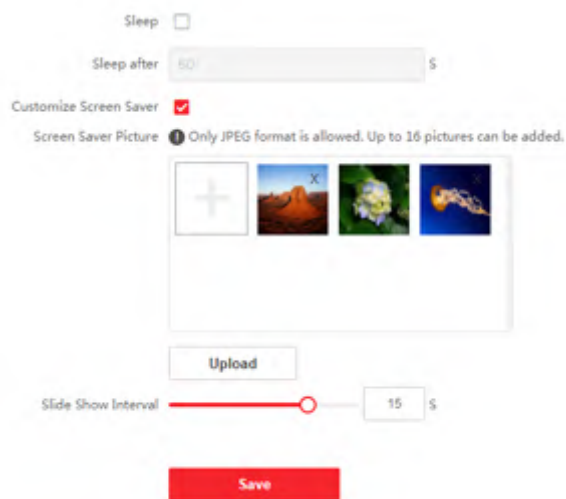 Sleep
Sleep after 60 S
Customize Screen Saver
Screen Saver Picture Only JPEG format is allowed. Up to 16 pictures can be added.
X X
Upload
Slide Show Interval 15 S
Save